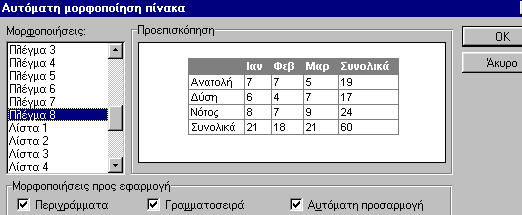 Αυτόματη μορφοποίηση πίνακα
Μορφοποιήσεις:
Πλέγμα 3
Πλέγμα 4
Πλέγμα 5
Πλέγμα 6
Πλέγμα 7
Πλέγμα 8
Λίστα 1
Λίστα 2
Λίστα 3
Λίστα 4
Προεπισκόπηση
Ιαν Φεβ Μαρ Συνολικά
Ανατολή 7 7 5 19
Δύση 6 4 7 17
Νότος 8 7 9 24
Συνολικά 21 18 21 60
OK
Άκυρο
Μορφοποιήσεις προς εφαρμογή
Περιγράμματα Γραμματοσειρά Αυτόματη προσαρμογή